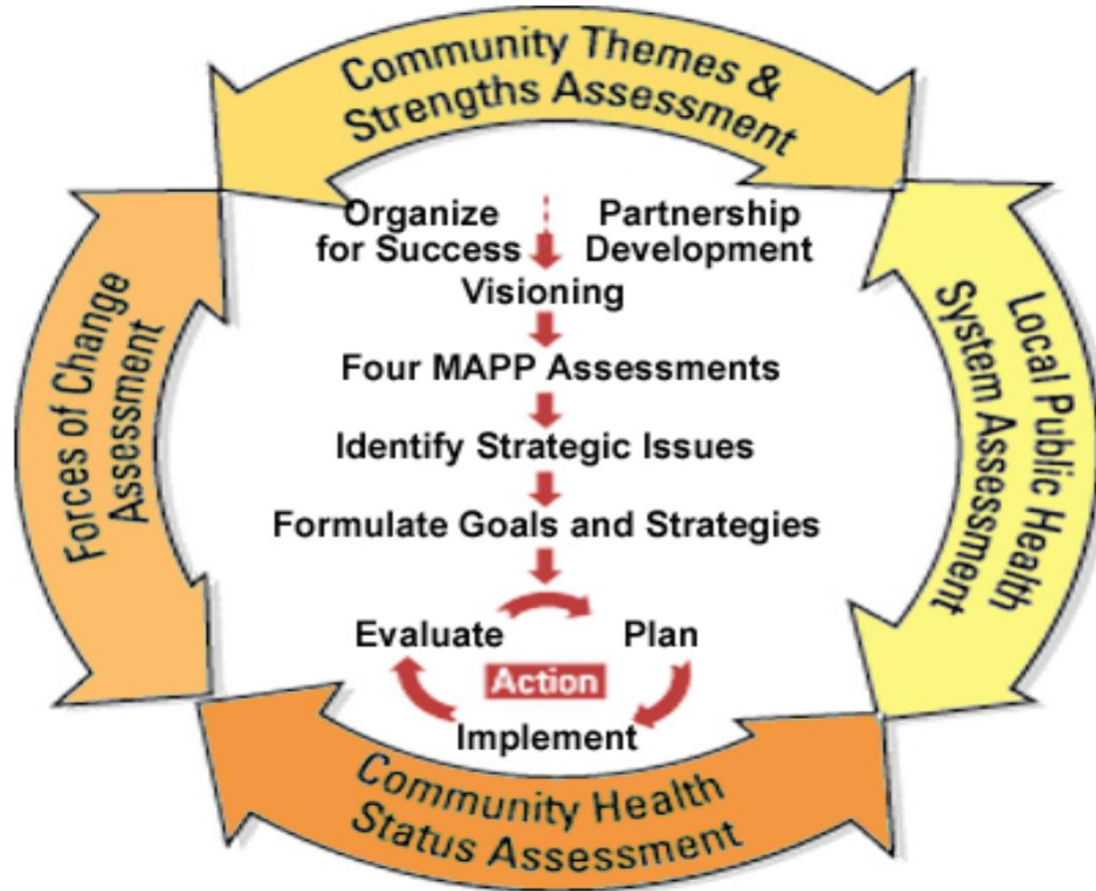 Community Themes &
Strengths Assessment
Organize
for Success
Partnership
Development
Visioning
Four MAPP Assessments
Identify Strategic Issues
Formulate Goals and Strategies
Evaluate
Plan
Action
Implement
Forces of Change
Assessment
Local Public Health
System Assessment
Community Health
Status Assessment